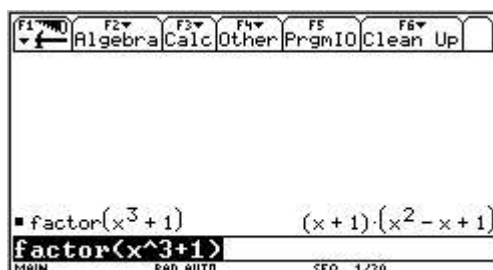 F1 F2 Algebra F3 Calc F4 Other F5 PrgmIO F6 Clean Up
factor(x³ + 1) (x + 1)·(x² − x + 1)
factor(x^3+1)
MAIN RAD AUTO SEQ 1/30